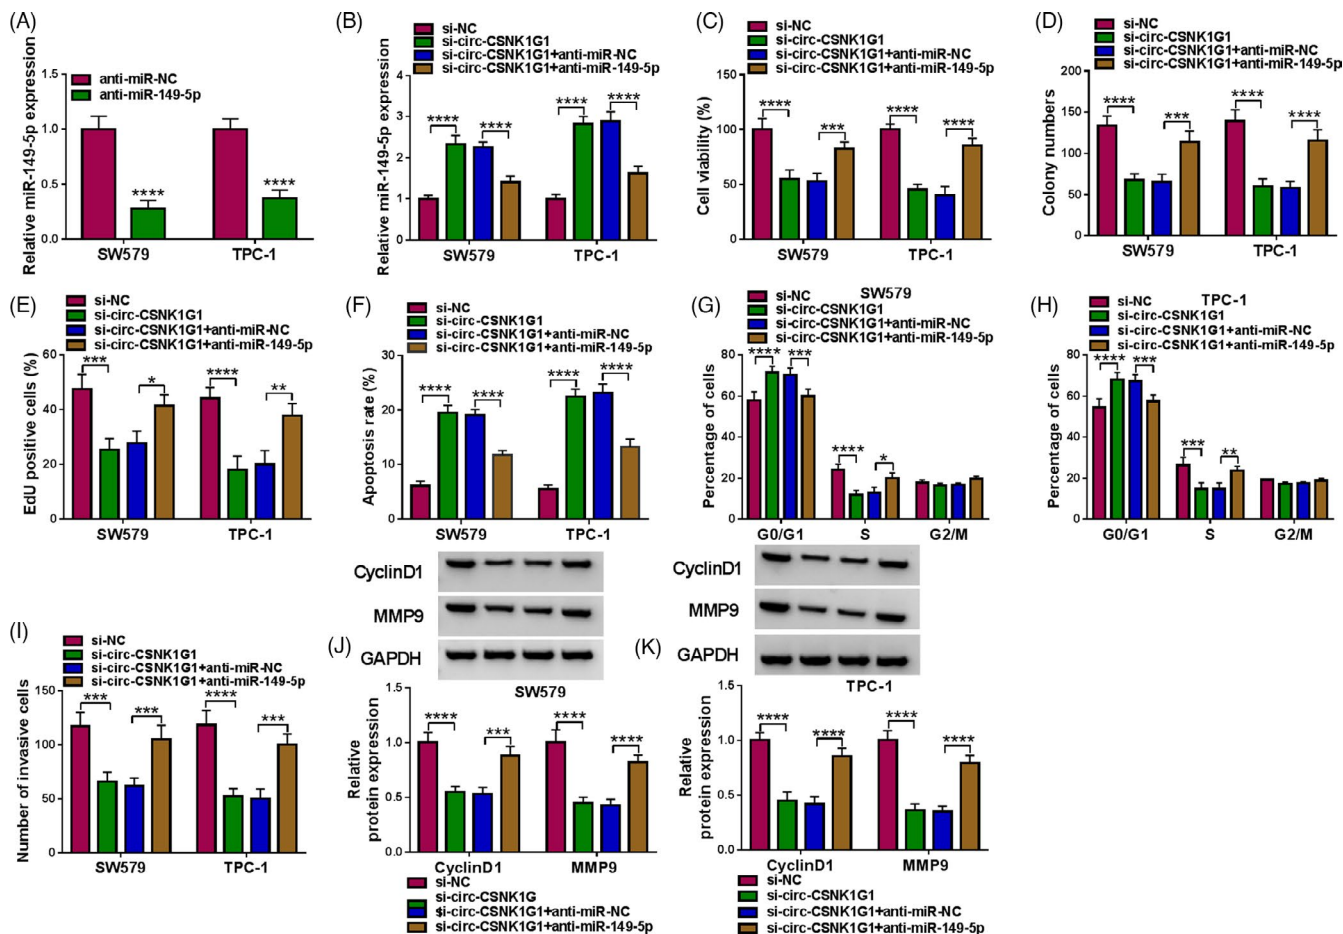 (A)
anti-miR-NC
anti-miR-149-5p
Relative miR-149-5p expression
1.5
1.0
0.5
0.0
****
****
SW579
TPC-1
(B)
si-NC
si-circ-CSNK1G1
si-circ-CSNK1G1+anti-miR-NC
si-circ-CSNK1G1+anti-miR-149-5p
Relative miR-149-5p expression
4
3
2
1
0
****
****
****
****
SW579
TPC-1
(C)
si-NC
si-circ-CSNK1G1
si-circ-CSNK1G1+anti-miR-NC
si-circ-CSNK1G1+anti-miR-149-5p
Cell viability (%)
150
100
50
0
****
***
****
****
SW579
TPC-1
(D)
si-NC
si-circ-CSNK1G1
si-circ-CSNK1G1+anti-miR-NC
si-circ-CSNK1G1+anti-miR-149-5p
Colony numbers
200
150
100
50
0
****
***
****
****
SW579
TPC-1
(E)
si-NC
si-circ-CSNK1G1
si-circ-CSNK1G1+anti-miR-NC
si-circ-CSNK1G1+anti-miR-149-5p
EdU positive cells (%)
60
40
20
0
***
*
****
**
SW579
TPC-1
(F)
si-NC
si-circ-CSNK1G1
si-circ-CSNK1G1+anti-miR-NC
si-circ-CSNK1G1+anti-miR-149-5p
Apoptosis rate (%)
30
20
10
0
****
****
****
****
SW579
TPC-1
(G)
SW579
si-NC
si-circ-CSNK1G1
si-circ-CSNK1G1+anti-miR-NC
si-circ-CSNK1G1+anti-miR-149-5p
Percentage of cells
80
60
40
20
0
****
***
****
*
G0/G1
S
G2/M
(H)
TPC-1
si-NC
si-circ-CSNK1G1
si-circ-CSNK1G1+anti-miR-NC
si-circ-CSNK1G1+anti-miR-149-5p
Percentage of cells
80
60
40
20
0
****
***
***
**
G0/G1
S
G2/M
(I)
si-NC
si-circ-CSNK1G1
si-circ-CSNK1G1+anti-miR-NC
si-circ-CSNK1G1+anti-miR-149-5p
Number of invasive cells
150
100
50
0
***
***
****
***
SW579
TPC-1
(J)
CyclinD1
MMP9
GAPDH
SW579
Relative
protein expression
1.5
1.0
0.5
0.0
****
***
****
****
CyclinD1
MMP9
si-NC
si-circ-CSNK1G
si-circ-CSNK1G1+anti-miR-NC
si-circ-CSNK1G1+anti-miR-149-5p
(K)
CyclinD1
MMP9
GAPDH
TPC-1
Relative
protein expression
1.5
1.0
0.5
0.0
****
****
****
****
CyclinD1
MMP9
si-NC
si-circ-CSNK1G1
si-circ-CSNK1G1+anti-miR-NC
si-circ-CSNK1G1+anti-miR-149-5p